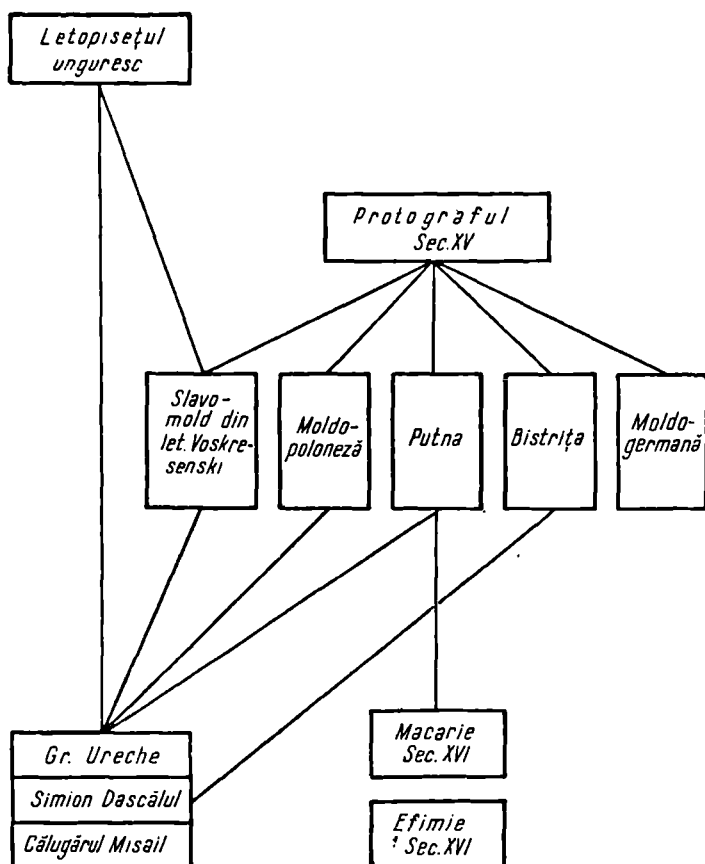 Letopisețul
unguresc
Protograful
Sec. XV
Slavo-
mold din
let. Voskre-
senski
Moldo-
poloneză
Putna
Bistrița
Moldo-
germană
Gr. Ureche
Simion Dascălul
Călugărul Misail
Macarie
Sec. XVI
Efimie
Sec. XVI